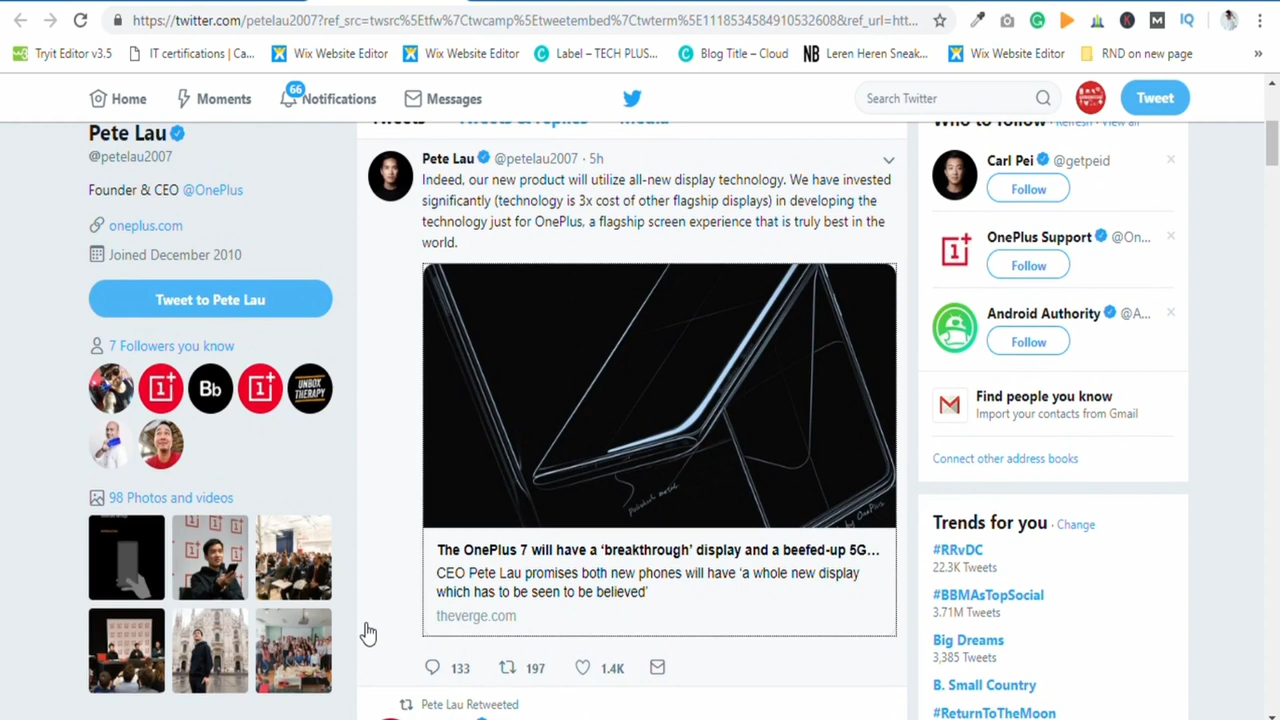 https://twitter.com/petelau2007?ref_src=twsrc%5Etfw%7Ctwcamp%5Etweetembed%7Ctwterm%5E1118534584910532608&ref_url=htt...
Tryit Editor v3.5
IT certifications | Ca...
Wix Website Editor
Wix Website Editor
Label – TECH PLUS...
Blog Title – Cloud
NB
Leren Heren Sneak...
Wix Website Editor
RND on new page
»
Home
Moments
66
Notifications
Messages
Search Twitter
Tweet
Pete Lau
@petelau2007
Founder & CEO @OnePlus
oneplus.com
Joined December 2010
Tweet to Pete Lau
7 Followers you know
Bb
UNBOX
THERAPY
98 Photos and videos
Tweets Tweets & replies Media
Pete Lau @petelau2007 · 5h
Indeed, our new product will utilize all-new display technology. We have invested
significantly (technology is 3x cost of other flagship displays) in developing the
technology just for OnePlus, a flagship screen experience that is truly best in the
world.
polished metal
by OnePlus
The OnePlus 7 will have a ‘breakthrough’ display and a beefed-up 5G...
CEO Pete Lau promises both new phones will have ‘a whole new display
which has to be seen to be believed’
theverge.com
133
197
1.4K
Pete Lau Retweeted
Who to follow · Refresh · View all
Carl Pei @getpeid
Follow
OnePlus Support @On...
Follow
Android Authority @A...
Follow
Find people you know
Import your contacts from Gmail
Connect other address books
Trends for you · Change
#RRvDC
22.3K Tweets
#BBMAsTopSocial
3.71M Tweets
Big Dreams
3,385 Tweets
B. Small Country
#ReturnToTheMoon